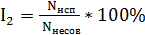 I₂ = Nнсп / Nнесов * 100%